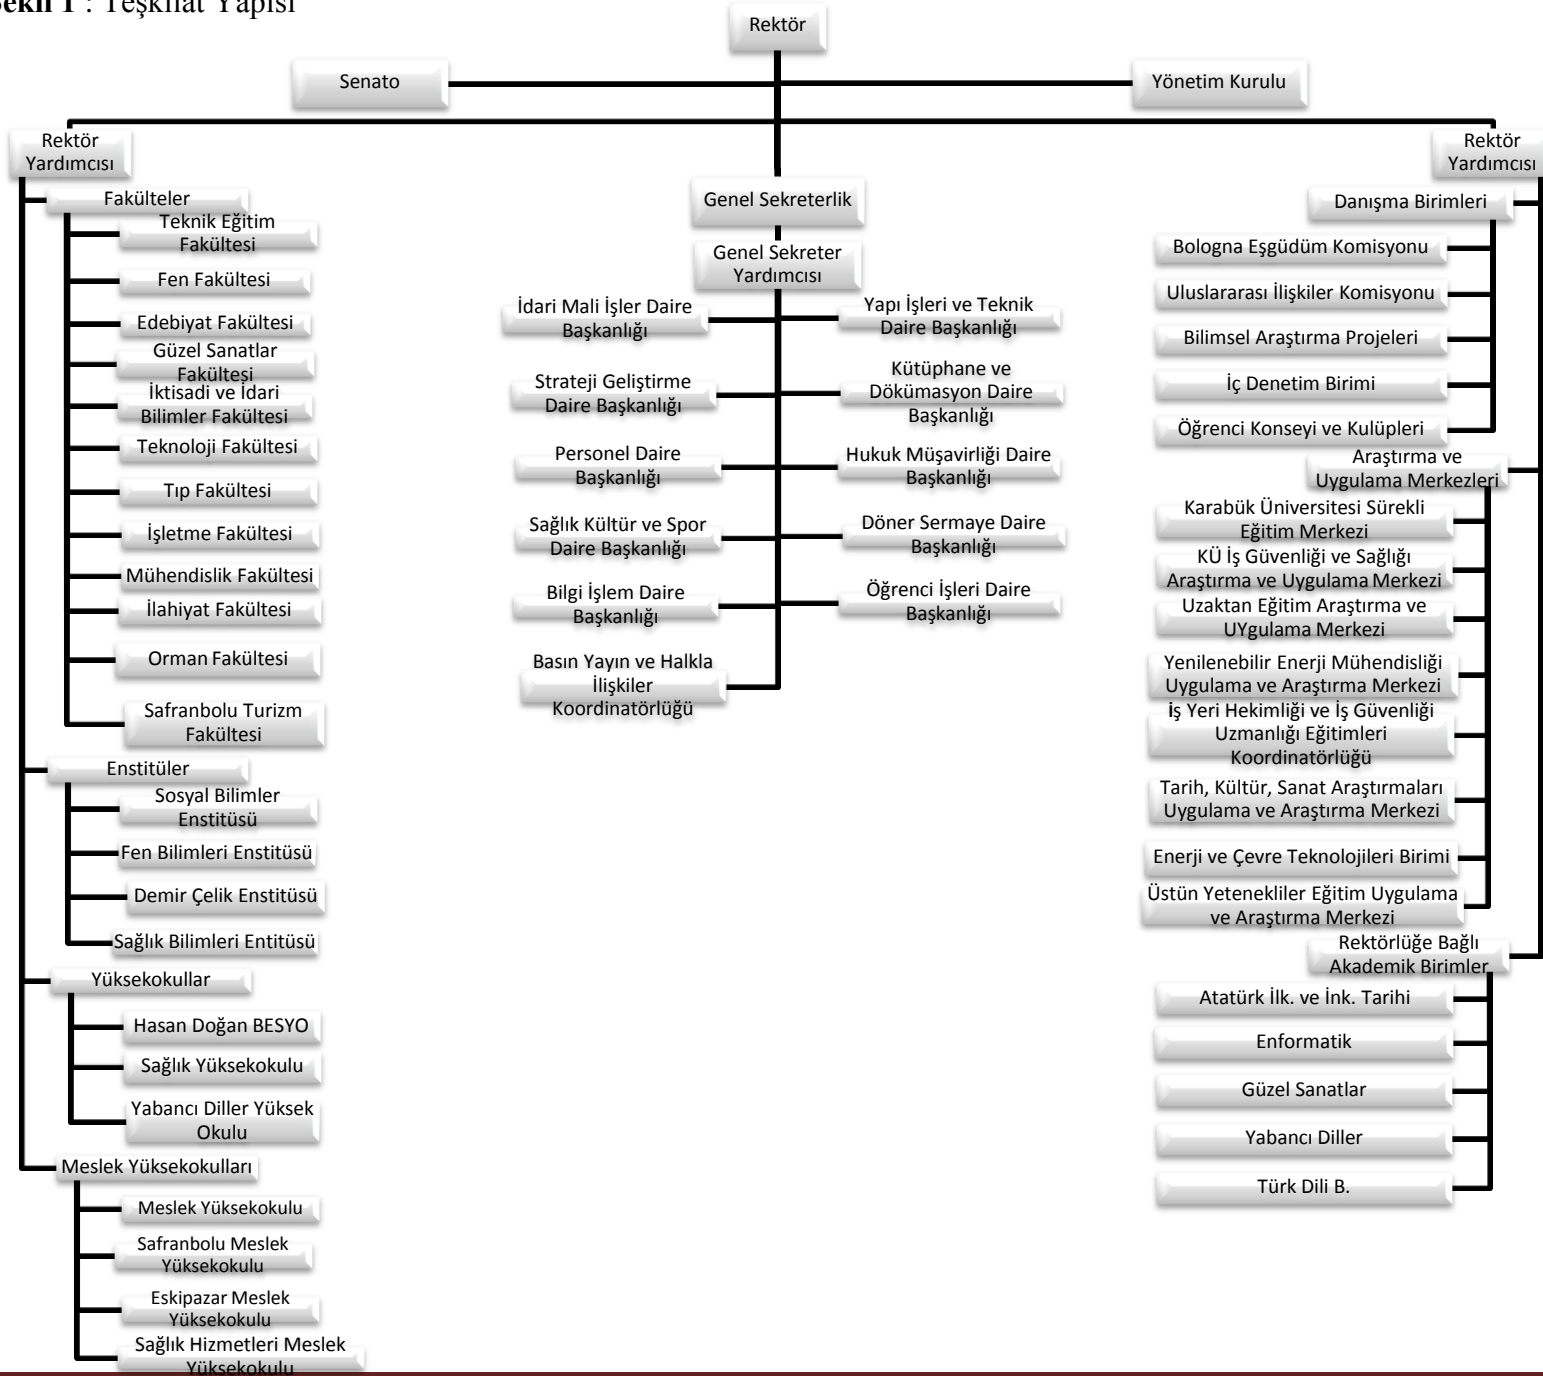 Şekil 1 : Teşkilat Yapısı
Rektör
Senato
Yönetim Kurulu
Rektör
Yardımcısı
Fakülteler
Teknik Eğitim
Fakültesi
Fen Fakültesi
Edebiyat Fakültesi
Güzel Sanatlar
Fakültesi
İktisadi ve İdari
Bilimler Fakültesi
Teknoloji Fakültesi
Tıp Fakültesi
İşletme Fakültesi
Mühendislik Fakültesi
İlahiyat Fakültesi
Orman Fakültesi
Safranbolu Turizm
Fakültesi
Enstitüler
Sosyal Bilimler
Enstitüsü
Fen Bilimleri Enstitüsü
Demir Çelik Enstitüsü
Sağlık Bilimleri Entitüsü
Yüksekokullar
Hasan Doğan BESYO
Sağlık Yüksekokulu
Yabancı Diller Yüksek
Okulu
Meslek Yüksekokulları
Meslek Yüksekokulu
Safranbolu Meslek
Yüksekokulu
Eskipazar Meslek
Yüksekokulu
Sağlık Hizmetleri Meslek
Yüksekokulu
Genel Sekreterlik
Genel Sekreter
Yardımcısı
İdari Mali İşler Daire
Başkanlığı
Yapı İşleri ve Teknik
Daire Başkanlığı
Strateji Geliştirme
Daire Başkanlığı
Kütüphane ve
Dökümasyon Daire
Başkanlığı
Personel Daire
Başkanlığı
Hukuk Müşavirliği Daire
Başkanlığı
Sağlık Kültür ve Spor
Daire Başkanlığı
Döner Sermaye Daire
Başkanlığı
Bilgi İşlem Daire
Başkanlığı
Öğrenci İşleri Daire
Başkanlığı
Basın Yayın ve Halkla
İlişkiler
Koordinatörlüğü
Rektör
Yardımcısı
Danışma Birimleri
Bologna Eşgüdüm Komisyonu
Uluslararası İlişkiler Komisyonu
Bilimsel Araştırma Projeleri
İç Denetim Birimi
Öğrenci Konseyi ve Kulüpleri
Araştırma ve
Uygulama Merkezleri
Karabük Üniversitesi Sürekli
Eğitim Merkezi
KÜ İş Güvenliği ve Sağlığı
Araştırma ve Uygulama Merkezi
Uzaktan Eğitim Araştırma ve
UYgulama Merkezi
Yenilenebilir Enerji Mühendisliği
Uygulama ve Araştırma Merkezi
İş Yeri Hekimliği ve İş Güvenliği
Uzmanlığı Eğitimleri
Koordinatörlüğü
Tarih, Kültür, Sanat Araştırmaları
Uygulama ve Araştırma Merkezi
Enerji ve Çevre Teknolojileri Birimi
Üstün Yetenekliler Eğitim Uygulama
ve Araştırma Merkezi
Rektörlüğe Bağlı
Akademik Birimler
Atatürk İlk. ve İnk. Tarihi
Enformatik
Güzel Sanatlar
Yabancı Diller
Türk Dili B.